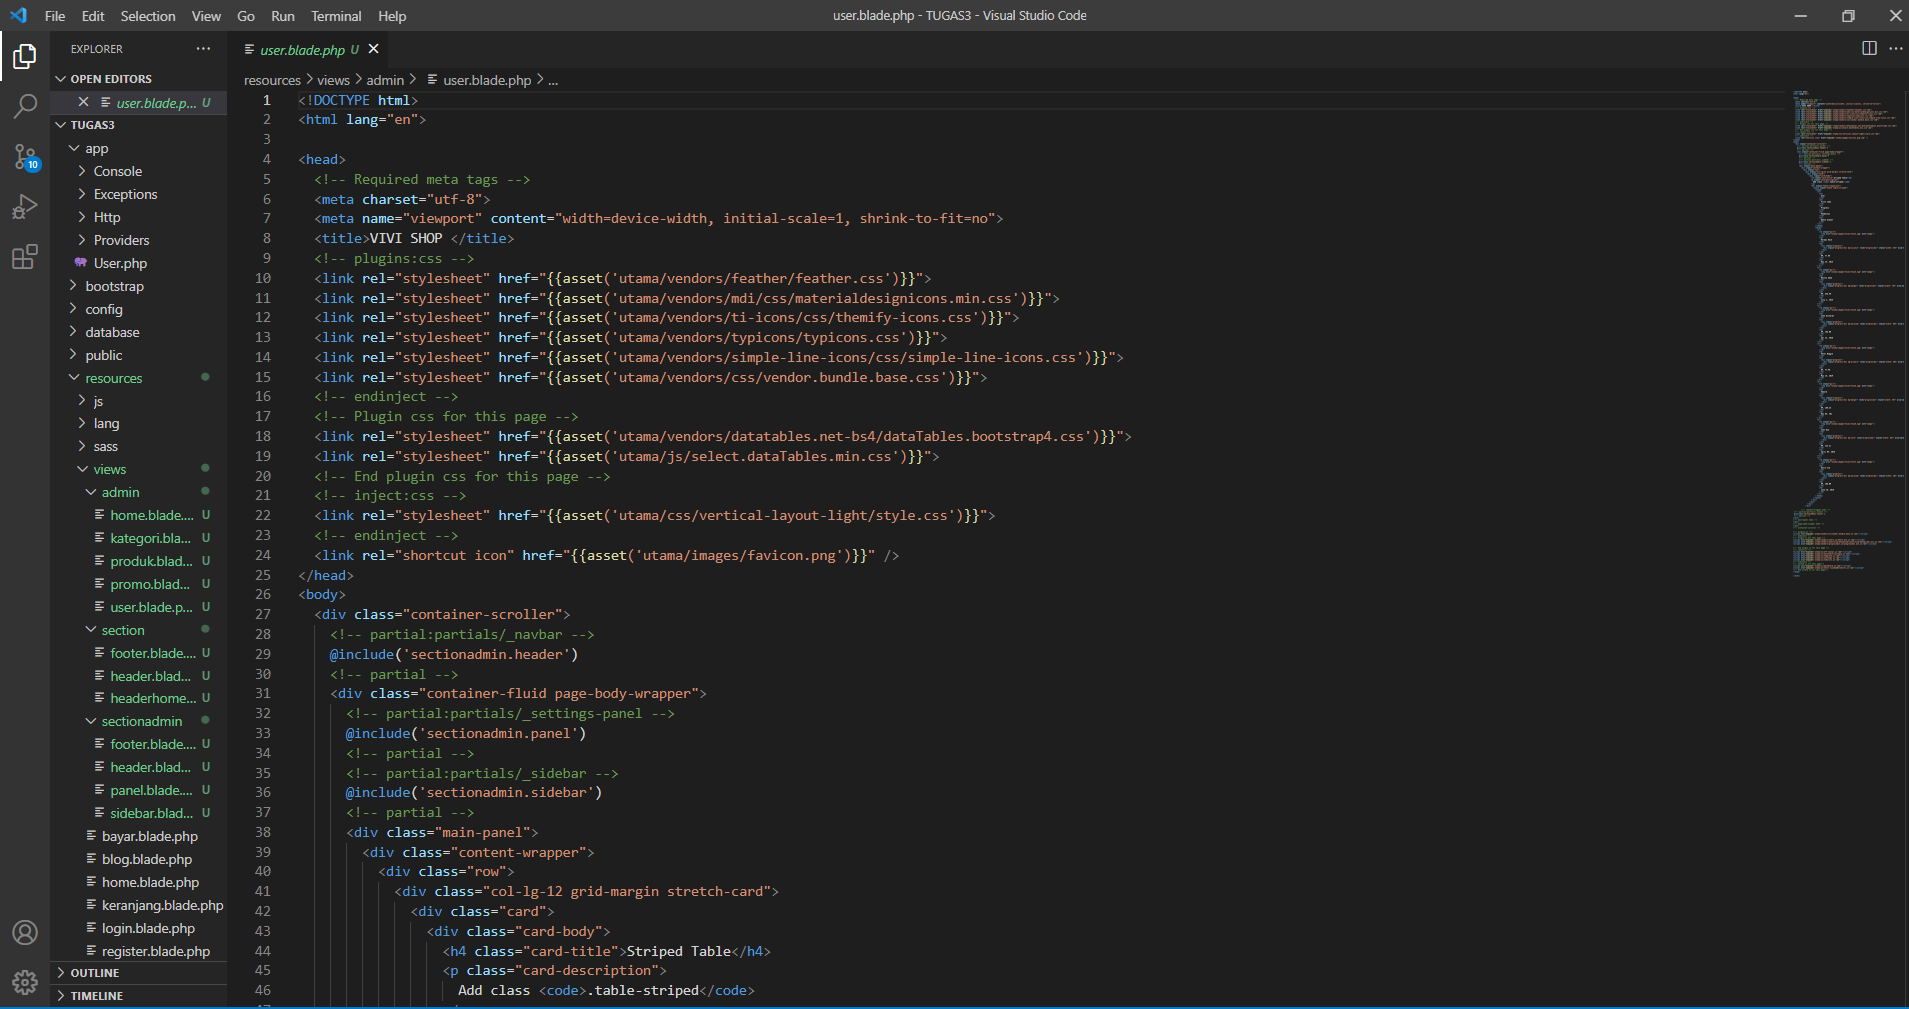 File Edit Selection View Go Run Terminal Help
user.blade.php - TUGAS3 - Visual Studio Code
EXPLORER
OPEN EDITORS
user.blade.p... U
TUGAS3
app
Console
Exceptions
Http
Providers
User.php
bootstrap
config
database
public
resources
js
lang
sass
views
admin
home.blade.... U
kategori.bla... U
produk.blad... U
promo.blad... U
user.blade.p... U
section
footer.blade.... U
header.blad... U
headerhome... U
sectionadmin
footer.blade.... U
header.blad... U
panel.blade.... U
sidebar.blad... U
bayar.blade.php
blog.blade.php
home.blade.php
keranjang.blade.php
login.blade.php
register.blade.php
OUTLINE
TIMELINE
10
user.blade.php U
resources > views > admin > user.blade.php > ...
1 <!DOCTYPE html>
2 <html lang="en">
3
4 <head>
5 <!-- Required meta tags -->
6 <meta charset="utf-8">
7 <meta name="viewport" content="width=device-width, initial-scale=1, shrink-to-fit=no">
8 <title>VIVI SHOP </title>
9 <!-- plugins:css -->
10 <link rel="stylesheet" href="{{asset('utama/vendors/feather/feather.css')}}">
11 <link rel="stylesheet" href="{{asset('utama/vendors/mdi/css/materialdesignicons.min.css')}}">
12 <link rel="stylesheet" href="{{asset('utama/vendors/ti-icons/css/themify-icons.css')}}">
13 <link rel="stylesheet" href="{{asset('utama/vendors/typicons/typicons.css')}}">
14 <link rel="stylesheet" href="{{asset('utama/vendors/simple-line-icons/css/simple-line-icons.css')}}">
15 <link rel="stylesheet" href="{{asset('utama/vendors/css/vendor.bundle.base.css')}}">
16 <!-- endinject -->
17 <!-- Plugin css for this page -->
18 <link rel="stylesheet" href="{{asset('utama/vendors/datatables.net-bs4/dataTables.bootstrap4.css')}}">
19 <link rel="stylesheet" href="{{asset('utama/js/select.dataTables.min.css')}}">
20 <!-- End plugin css for this page -->
21 <!-- inject:css -->
22 <link rel="stylesheet" href="{{asset('utama/css/vertical-layout-light/style.css')}}">
23 <!-- endinject -->
24 <link rel="shortcut icon" href="{{asset('utama/images/favicon.png')}}" />
25 </head>
26 <body>
27 <div class="container-scroller">
28 <!-- partial:partials/_navbar -->
29 @include('sectionadmin.header')
30 <!-- partial -->
31 <div class="container-fluid page-body-wrapper">
32 <!-- partial:partials/_settings-panel -->
33 @include('sectionadmin.panel')
34 <!-- partial -->
35 <!-- partial:partials/_sidebar -->
36 @include('sectionadmin.sidebar')
37 <!-- partial -->
38 <div class="main-panel">
39 <div class="content-wrapper">
40 <div class="row">
41 <div class="col-lg-12 grid-margin stretch-card">
42 <div class="card">
43 <div class="card-body">
44 <h4 class="card-title">Striped Table</h4>
45 <p class="card-description">
46 Add class <code>.table-striped</code>